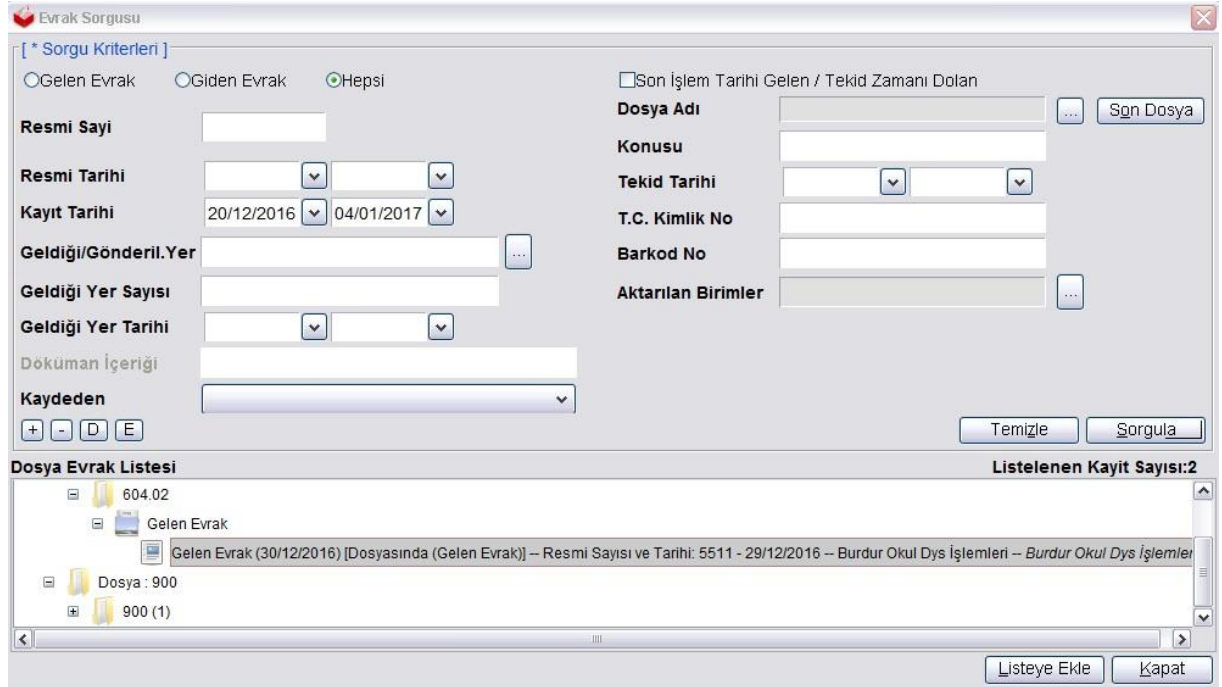 Evrak Sorgusu
[ * Sorgu Kriterleri ]
Gelen Evrak Giden Evrak Hepsi
Son İşlem Tarihi Gelen / Tekid Zamanı Dolan
Resmi Sayi
Dosya Adı ... Son Dosya
Konusu
Resmi Tarihi
Tekid Tarihi
Kayıt Tarihi 20/12/2016 04/01/2017
T.C. Kimlik No
Geldiği/Gönderil.Yer ...
Barkod No
Geldiği Yer Sayısı
Aktarılan Birimler ...
Geldiği Yer Tarihi
Döküman İçeriği
Kaydeden
+ - D E
Temizle Sorgula
Dosya Evrak Listesi Listelenen Kayit Sayısı:2
604.02
Gelen Evrak
Gelen Evrak (30/12/2016) [Dosyasında (Gelen Evrak)] -- Resmi Sayısı ve Tarihi: 5511 - 29/12/2016 -- Burdur Okul Dys İşlemleri -- Burdur Okul Dys İşlemler
Dosya : 900
900 (1)
Listeye Ekle Kapat